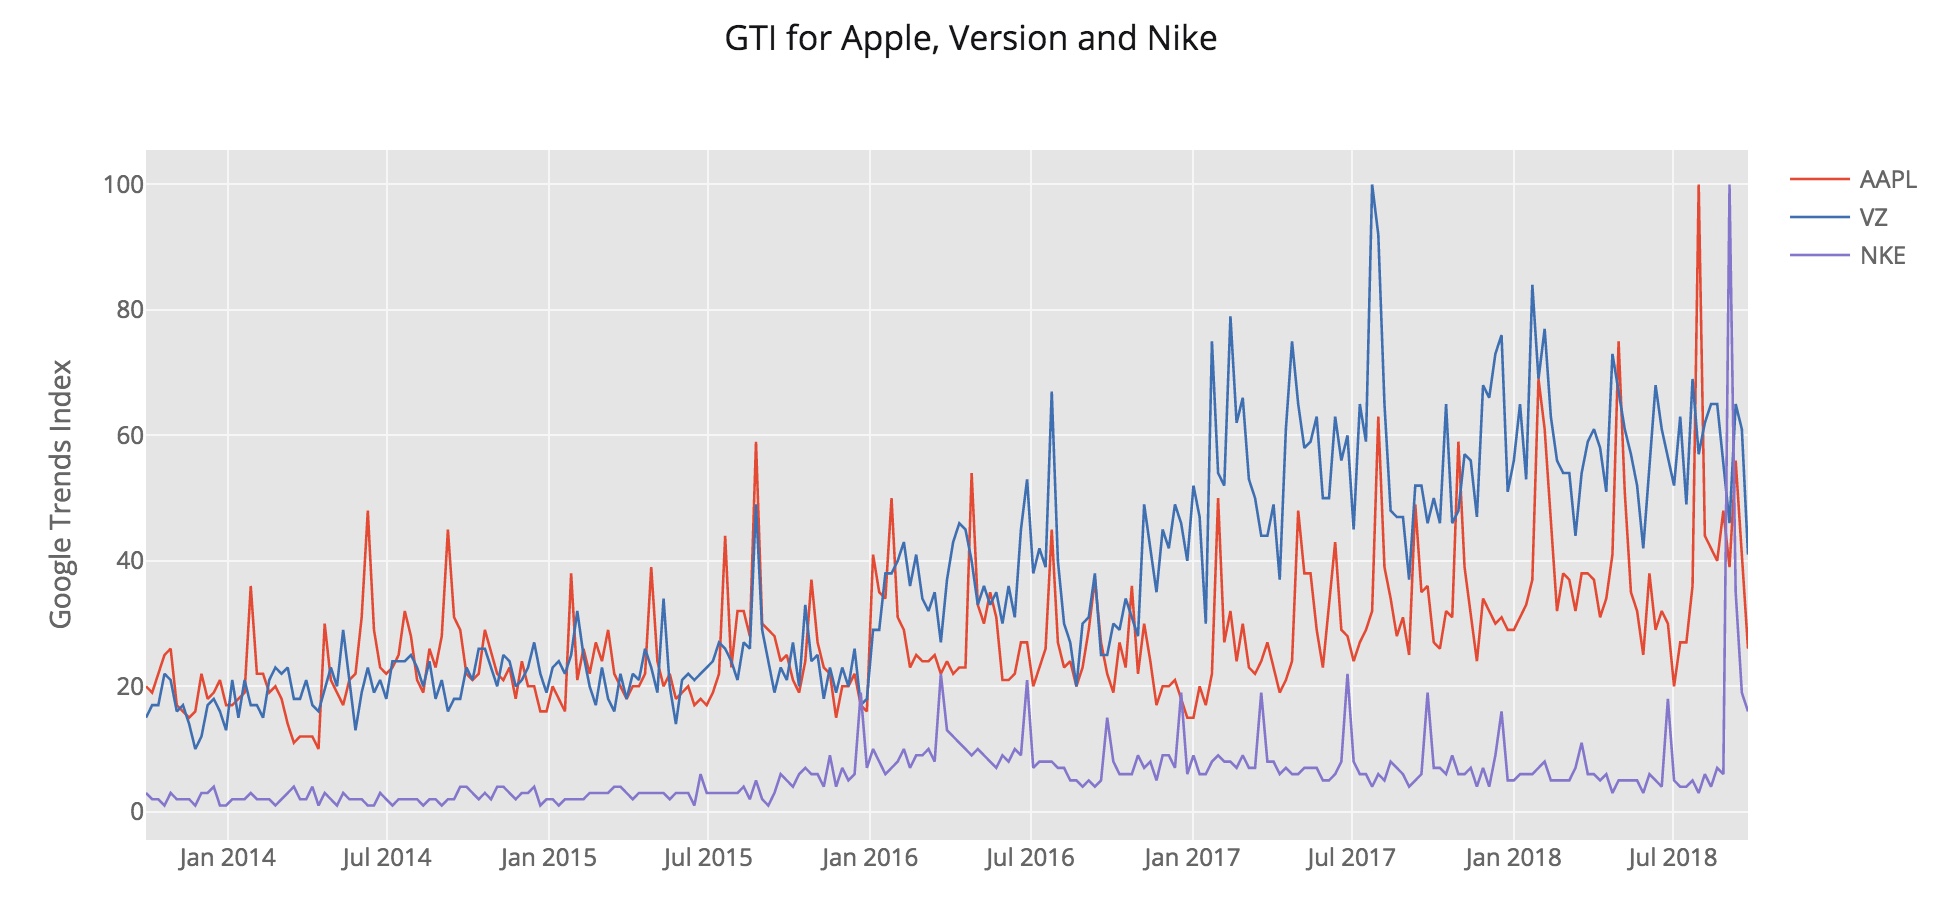 GTI for Apple, Version and Nike
Google Trends Index
100
80
60
40
20
0
Jan 2014
Jul 2014
Jan 2015
Jul 2015
Jan 2016
Jul 2016
Jan 2017
Jul 2017
Jan 2018
Jul 2018
AAPL
VZ
NKE